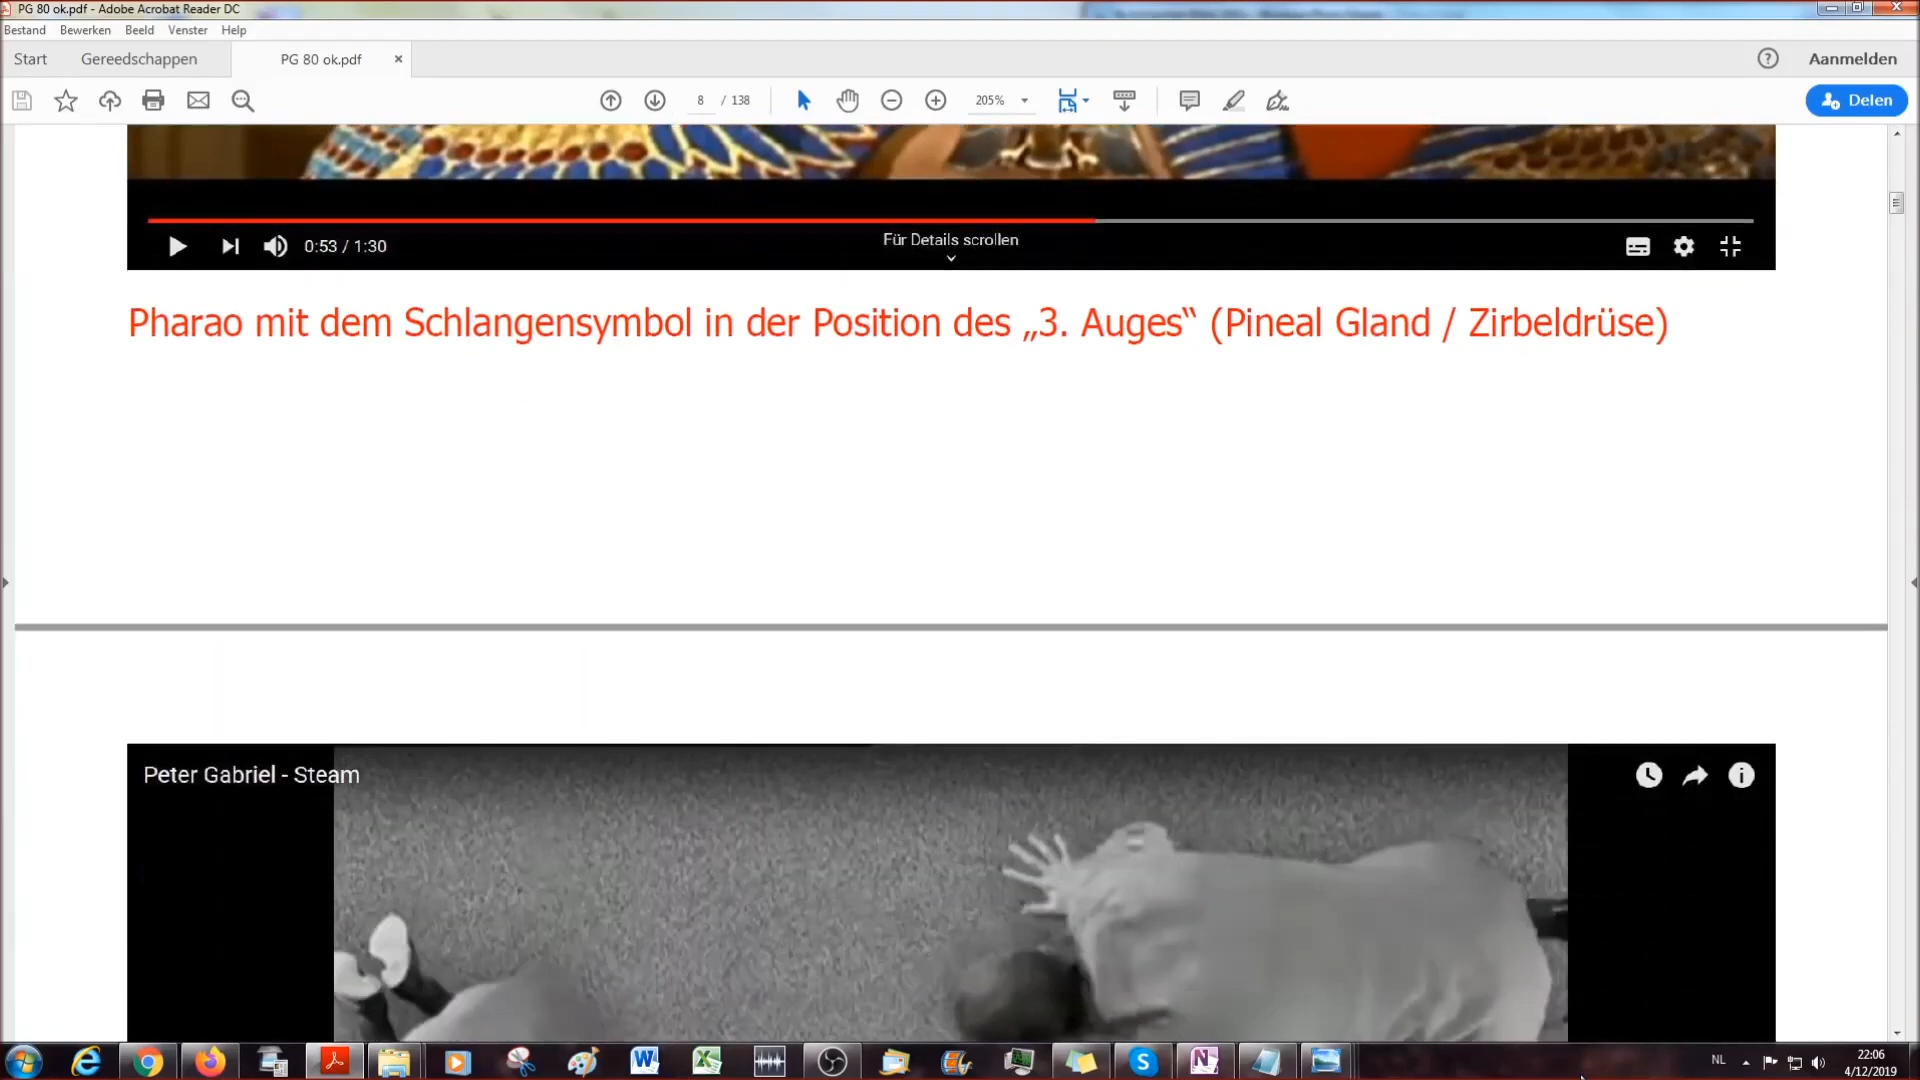 PG 80 ok.pdf - Adobe Acrobat Reader DC
Bestand Bewerken Beeld Venster Help
Start Gereedschappen PG 80 ok.pdf Aanmelden
8 / 138 205% Delen
0:53 / 1:30 Für Details scrollen
Pharao mit dem Schlangensymbol in der Position des „3. Auges“ (Pineal Gland / Zirbeldrüse)
Peter Gabriel - Steam
NL 22:06
4/12/2019